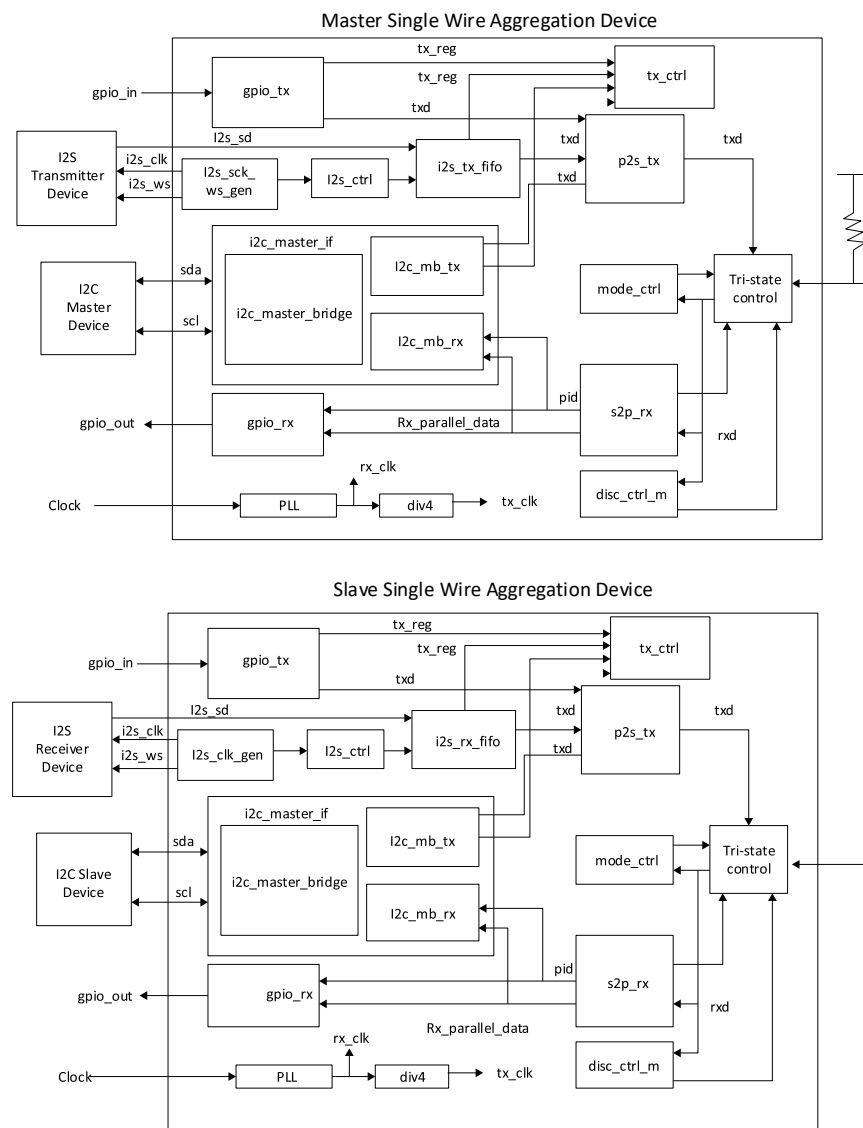 Master Single Wire Aggregation Device
tx_reg
gpio_tx
tx_reg
tx_ctrl
gpio_in
txd
I2S
Transmitter
Device
I2s_sd
i2s_clk
i2s_ws
I2s_sck_
ws_gen
I2s_ctrl
i2s_tx_fifo
txd
txd
p2s_tx
txd
i2c_master_if
I2c_mb_tx
i2c_master_bridge
I2c_mb_rx
I2C
Master
Device
sda
scl
mode_ctrl
Tri-state
control
pid
s2p_rx
gpio_out
gpio_rx
Rx_parallel_data
rxd
rx_clk
disc_ctrl_m
Clock
PLL
div4
tx_clk
Slave Single Wire Aggregation Device
tx_reg
gpio_tx
tx_reg
tx_ctrl
gpio_in
txd
I2S
Receiver
Device
I2s_sd
i2s_clk
i2s_ws
I2s_clk_gen
I2s_ctrl
i2s_rx_fifo
txd
txd
p2s_tx
txd
i2c_master_if
I2c_mb_tx
i2c_master_bridge
I2c_mb_rx
I2C Slave
Device
sda
scl
mode_ctrl
Tri-state
control
pid
s2p_rx
gpio_out
gpio_rx
rxd
Rx_parallel_data
rx_clk
disc_ctrl_m
Clock
PLL
div4
tx_clk